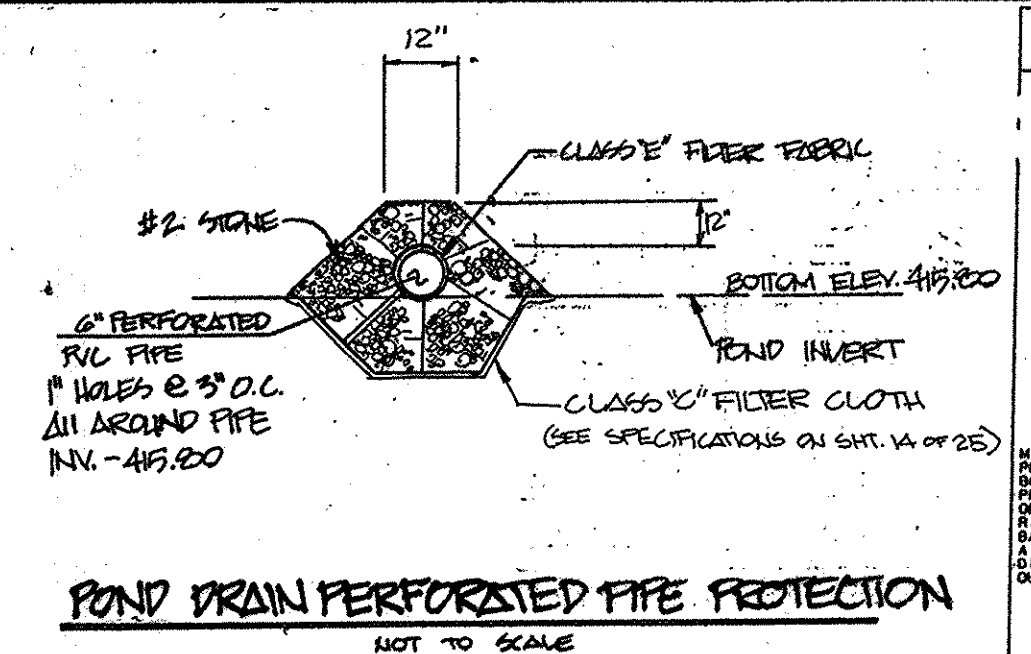 12"
CLASS "E" FILTER FABRIC
#2 STONE
12"
BOTTOM ELEV. 415.80
6" PERFORATED
PVC PIPE
1" HOLES @ 3" O.C.
All AROUND PIPE
INV. - 415.80
POND INVERT
CLASS "C" FILTER CLOTH
(SEE SPECIFICATIONS ON SHT. 14 OF 25)
POND DRAIN PERFORATED PIPE PROTECTION
NOT TO SCALE